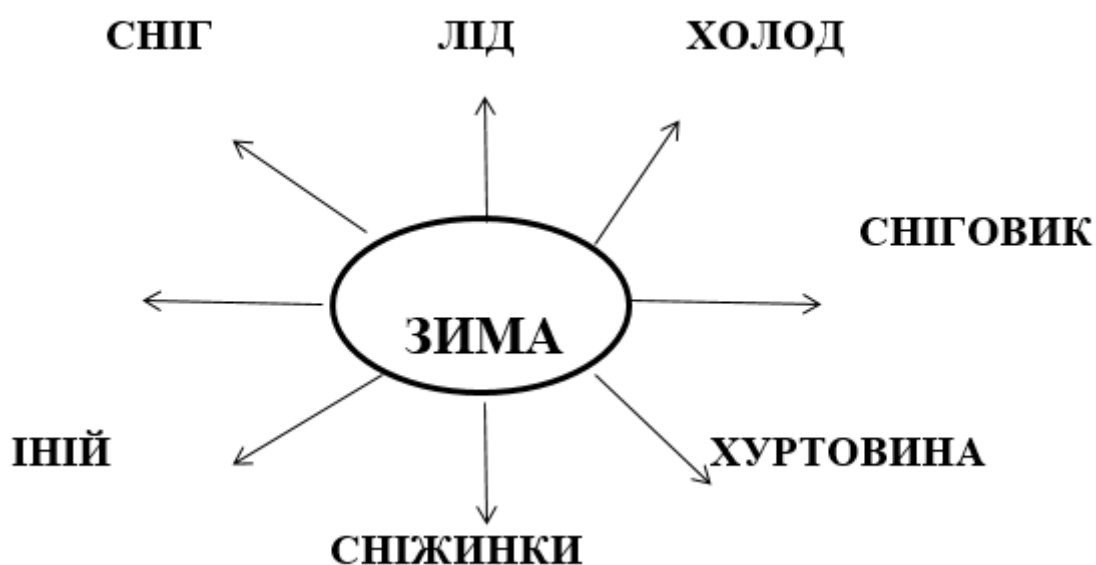 СНІГ ЛІД ХОЛОД
СНІГОВИК
ЗИМА
ІНІЙ ХУРТОВИНА
СНІЖИНКИ